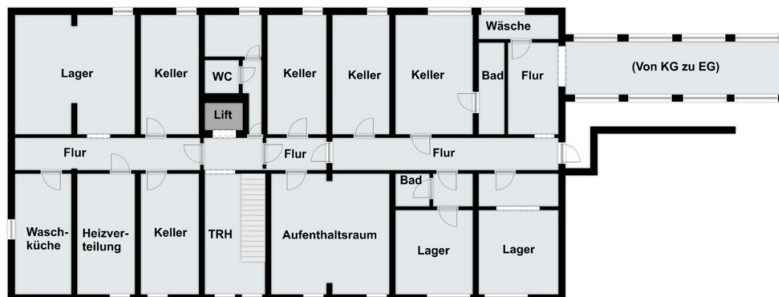 Wäsche
Lager
Keller
WC
Keller
Keller
Keller
Bad
Flur
(Von KG zu EG)
Lift
Flur
Flur
Flur
Bad
Wasch-
küche
Heizver-
teilung
Keller
TRH
Aufenthaltsraum
Lager
Lager